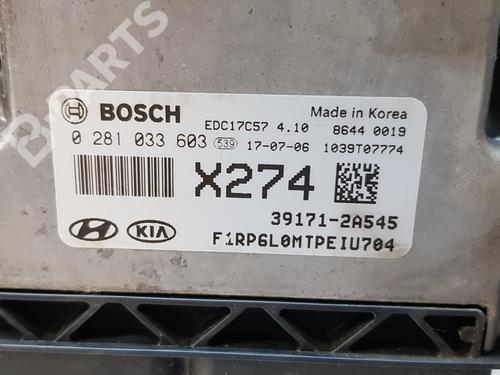 B-PARTS
BOSCH
EDC17C57 4.10
Made in Korea
8644 0019
0 281 033 603 539 17-07-06 1039T07774
X274
39171-2A545
KIA
F1RP6L0MTPEIU704